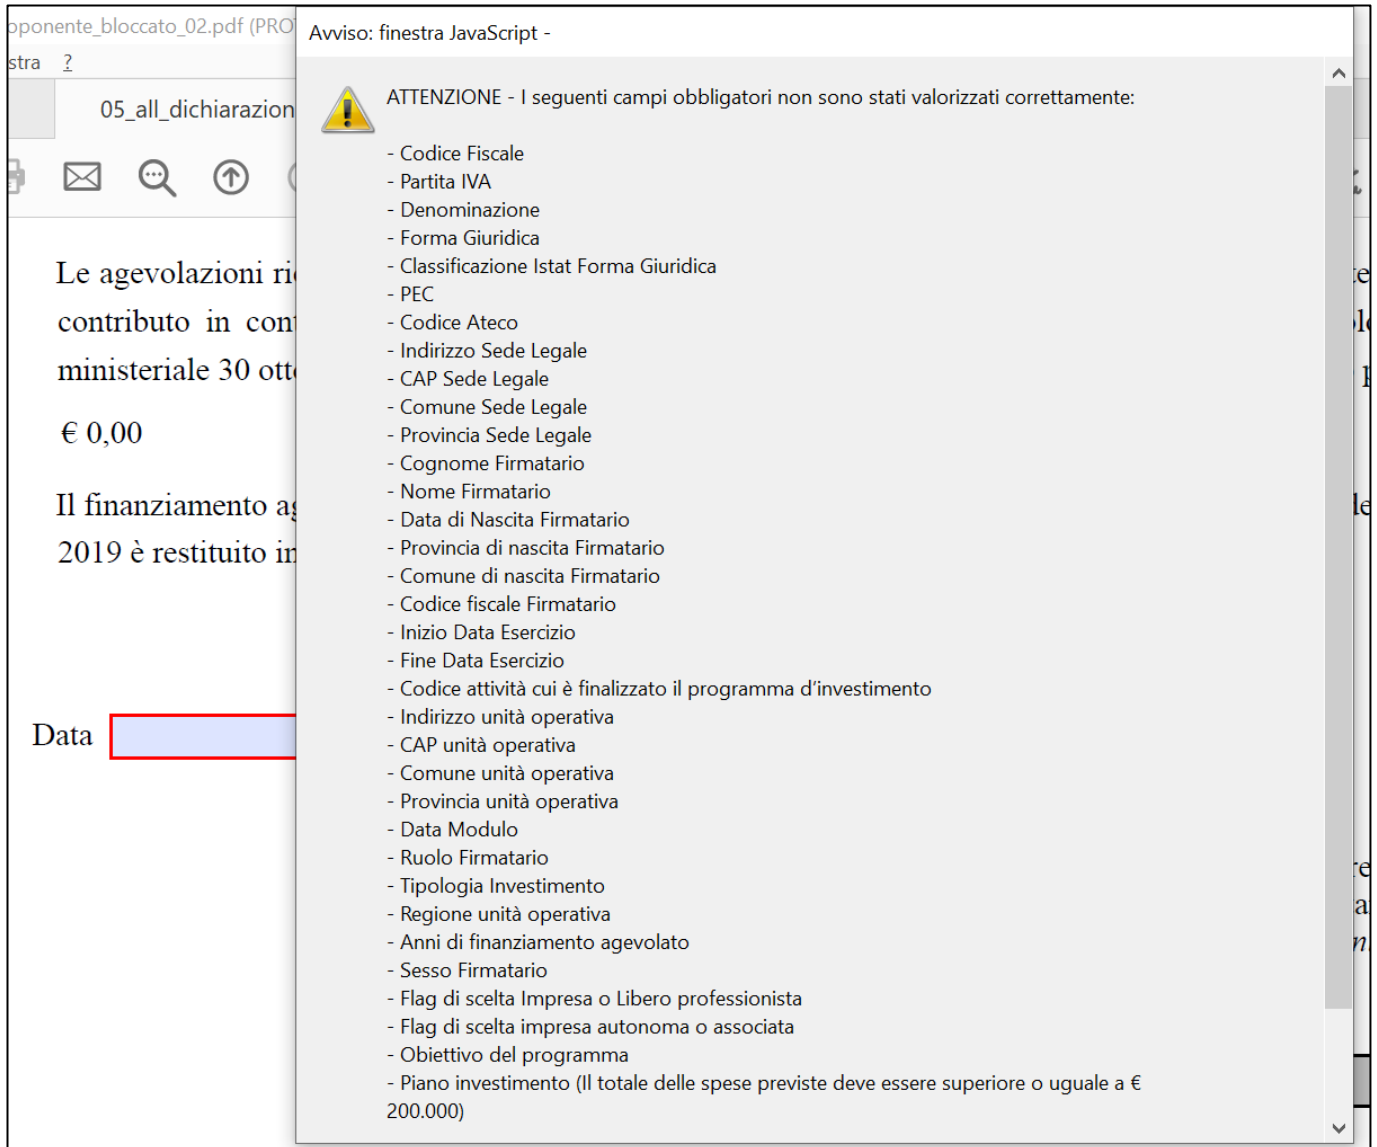 oponente_bloccato_02.pdf (PRO
Avviso: finestra JavaScript -
stra ?
05_all_dichiarazion
ATTENZIONE - I seguenti campi obbligatori non sono stati valorizzati correttamente:
- Codice Fiscale
- Partita IVA
- Denominazione
- Forma Giuridica
- Classificazione Istat Forma Giuridica
- PEC
- Codice Ateco
- Indirizzo Sede Legale
- CAP Sede Legale
- Comune Sede Legale
- Provincia Sede Legale
- Cognome Firmatario
- Nome Firmatario
- Data di Nascita Firmatario
- Provincia di nascita Firmatario
- Comune di nascita Firmatario
- Codice fiscale Firmatario
- Inizio Data Esercizio
- Fine Data Esercizio
- Codice attività cui è finalizzato il programma d'investimento
- Indirizzo unità operativa
- CAP unità operativa
- Comune unità operativa
- Provincia unità operativa
- Data Modulo
- Ruolo Firmatario
- Tipologia Investimento
- Regione unità operativa
- Anni di finanziamento agevolato
- Sesso Firmatario
- Flag di scelta Impresa o Libero professionista
- Flag di scelta impresa autonoma o associata
- Obiettivo del programma
- Piano investimento (Il totale delle spese previste deve essere superiore o uguale a €
200.000)
Le agevolazioni ri
contributo in con
ministeriale 30 ott
€ 0,00
Il finanziamento ag
2019 è restituito in
Data